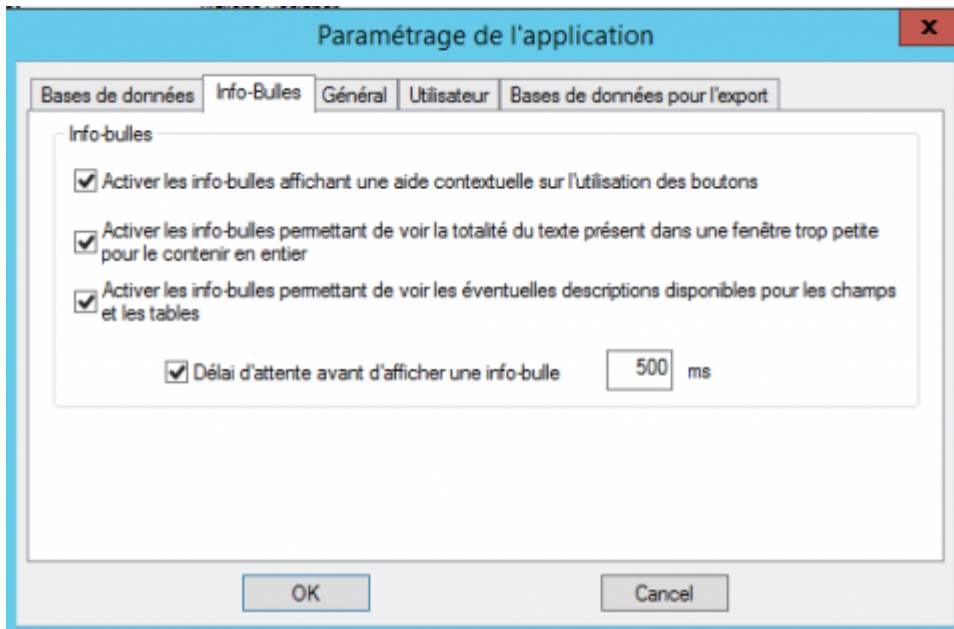 Paramétrage de l'application
x
Bases de données Info-Bulles Général Utilisateur Bases de données pour l'export
Info-bulles
Activer les info-bulles affichant une aide contextuelle sur l'utilisation des boutons
Activer les info-bulles permettant de voir la totalité du texte présent dans une fenêtre trop petite
pour le contenir en entier
Activer les info-bulles permettant de voir les éventuelles descriptions disponibles pour les champs
et les tables
Délai d'attente avant d'afficher une info-bulle 500 ms
OK Cancel